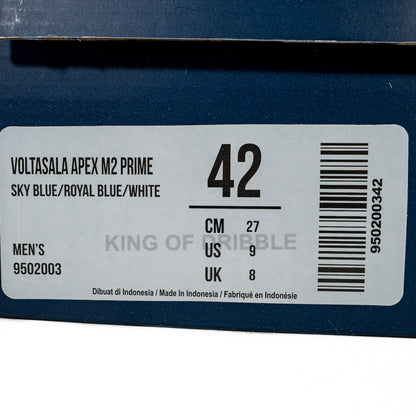 VOLTASALA APEX M2 PRIME
SKY BLUE/ROYAL BLUE/WHITE
MEN'S
9502003
42
CM 27
US 9
UK 8
KING OF DRIBBLE
Dibuat di Indonesia / Made In Indonesia / Fabriqué en Indonésie
950200342